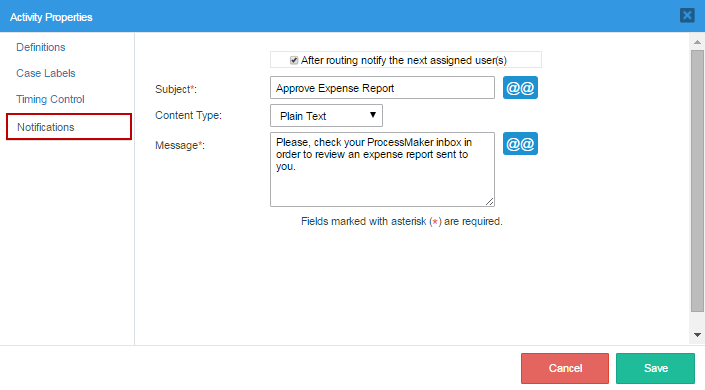 Activity Properties
Definitions
Case Labels
Timing Control
Notifications
After routing notify the next assigned user(s)
Subject*:
Approve Expense Report
@@
Content Type:
Plain Text
Message*:
Please, check your ProcessMaker inbox in
order to review an expense report sent to
you.
@@
Fields marked with asterisk (*) are required.
Cancel
Save